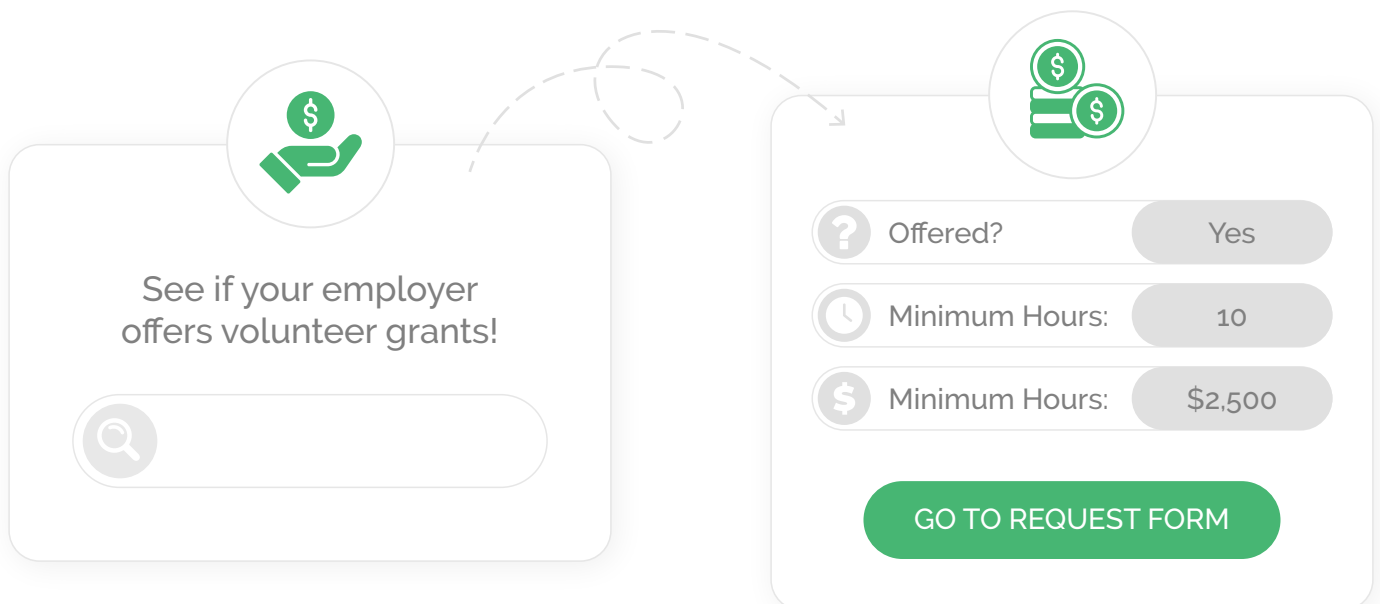 See if your employer
offers volunteer grants!
Offered? Yes
Minimum Hours: 10
Minimum Hours: $2,500
GO TO REQUEST FORM